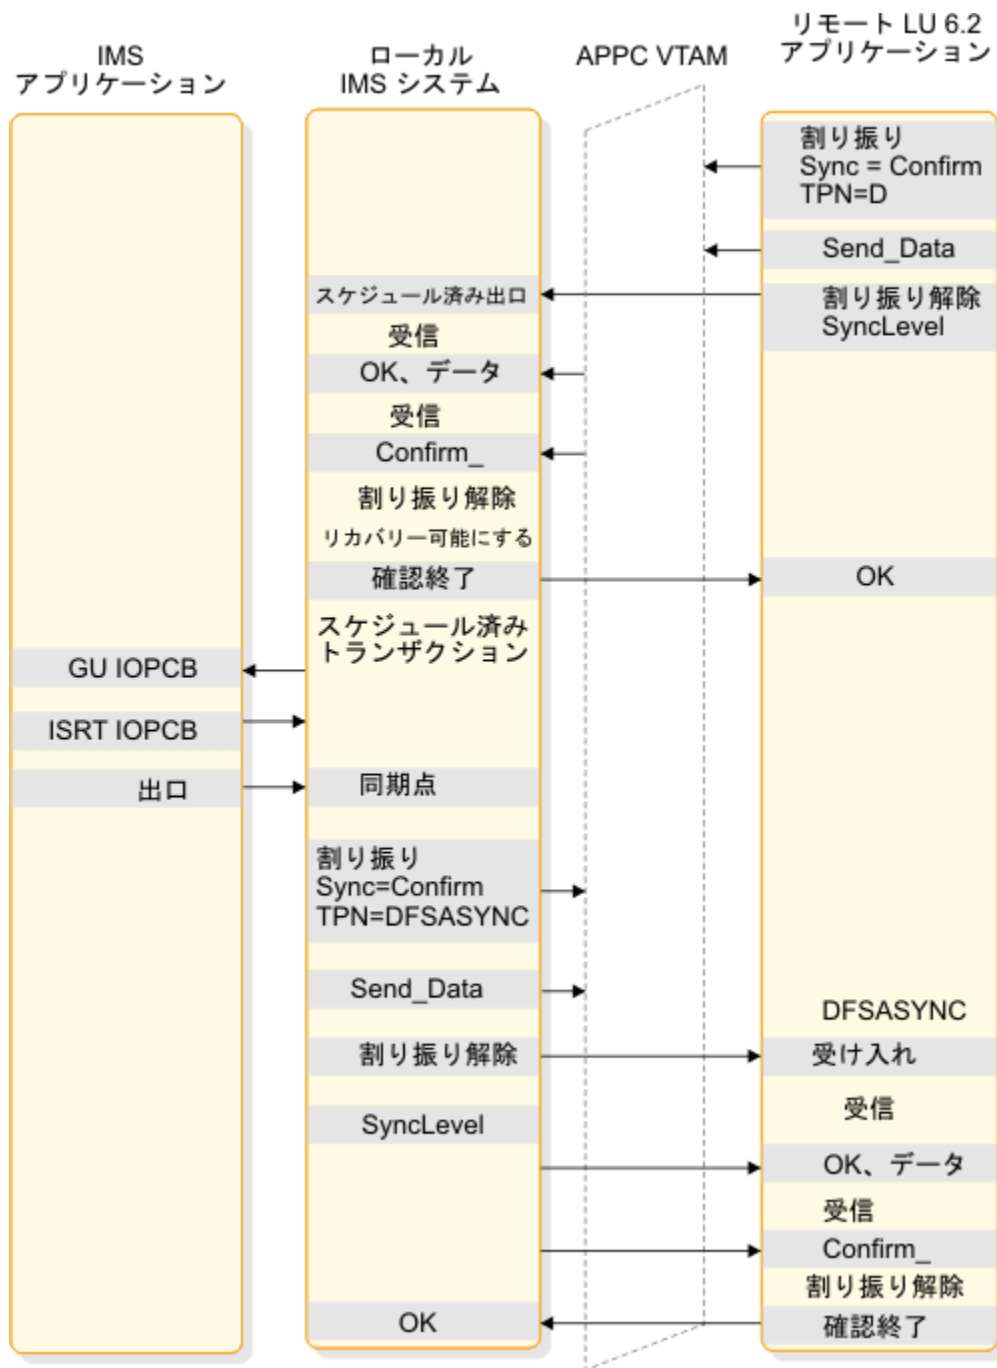 IMS
アプリケーション
ローカル
IMS システム
APPC VTAM
リモート LU 6.2
アプリケーション
割り振り
Sync = Confirm
TPN=D
Send_Data
スケジュール済み出口
割り振り解除
SyncLevel
受信
OK、データ
受信
Confirm_
割り振り解除
リカバリー可能にする
確認終了
OK
スケジュール済み
トランザクション
GU IOPCB
ISRT IOPCB
出口
同期点
割り振り
Sync=Confirm
TPN=DFSASYNC
Send_Data
DFSASYNC
割り振り解除
受け入れ
SyncLevel
受信
OK、データ
受信
Confirm_
割り振り解除
OK
確認終了